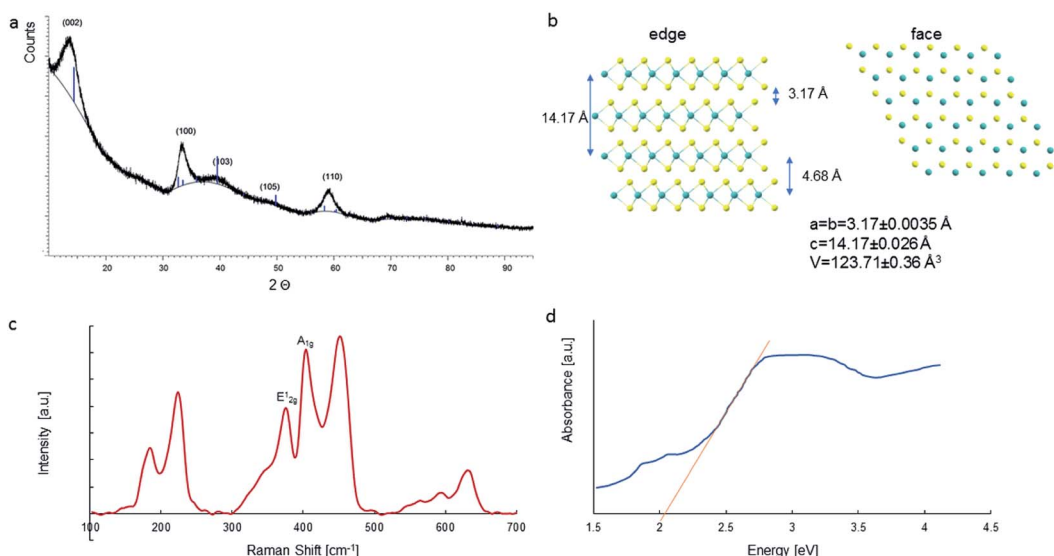 a
Counts
(002)
(100)
(103)
(105)
(110)
20 30 40 50 60 70 80 90
2 Θ
b
edge
face
3.17 Å
14.17 Å
4.68 Å
a=b=3.17±0.0035 Å
c=14.17±0.026Å
V=123.71±0.36 Å³
c
Intensity [a.u]
E¹2g
A1g
100 200 300 400 500 600 700
Raman Shift [cm⁻¹]
d
Absorbance [a.u.]
1.5 2 2.5 3 3.5 4 4.5
Energy [eV]